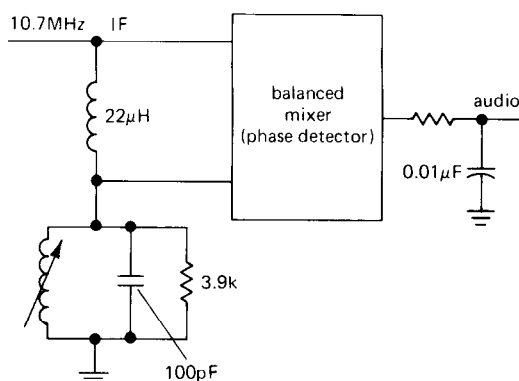 10.7MHz IF
22μH
balanced
mixer
(phase detector)
audio
0.01μF
3.9k
100pF